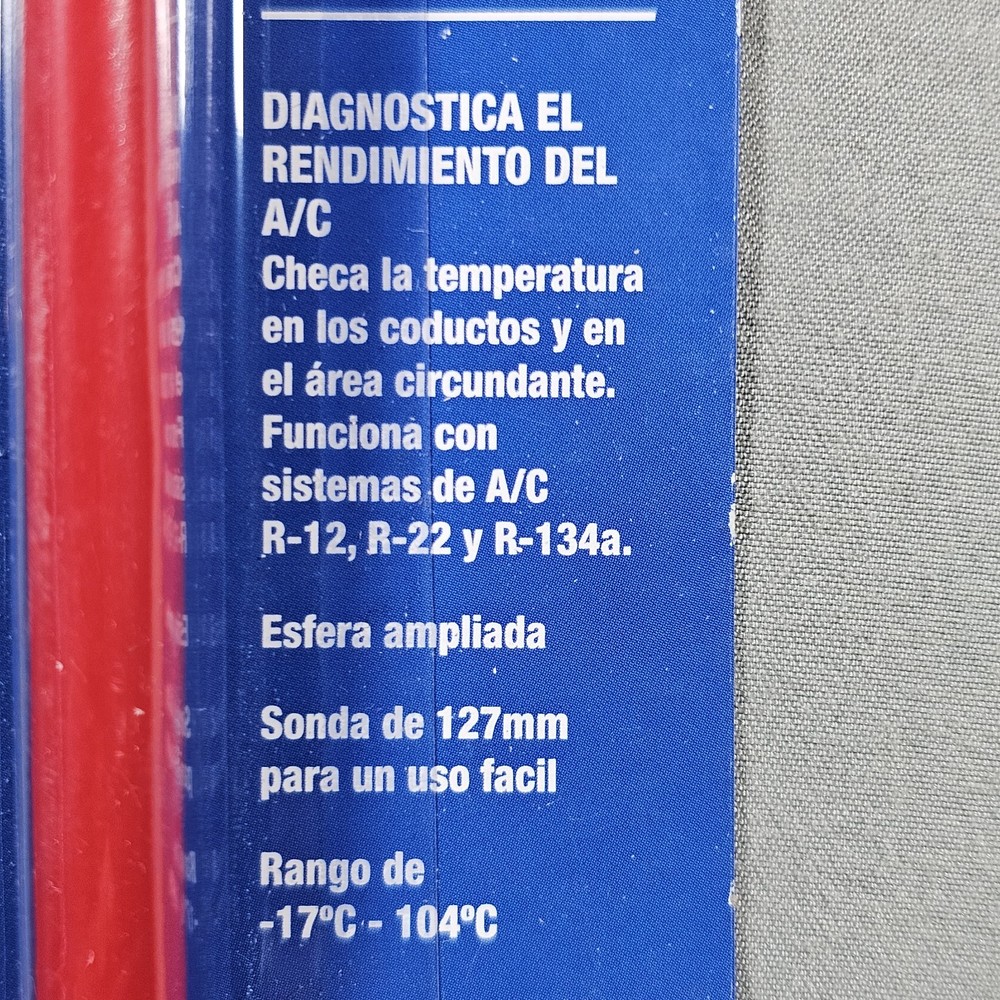 DIAGNOSTICA EL
RENDIMIENTO DEL
A/C
Checa la temperatura
en los coductos y en
el área circundante.
Funciona con
sistemas de A/C
R-12, R-22 y R-134a.
Esfera ampliada
Sonda de 127mm
para un uso facil
Rango de
-17ºC - 104ºC